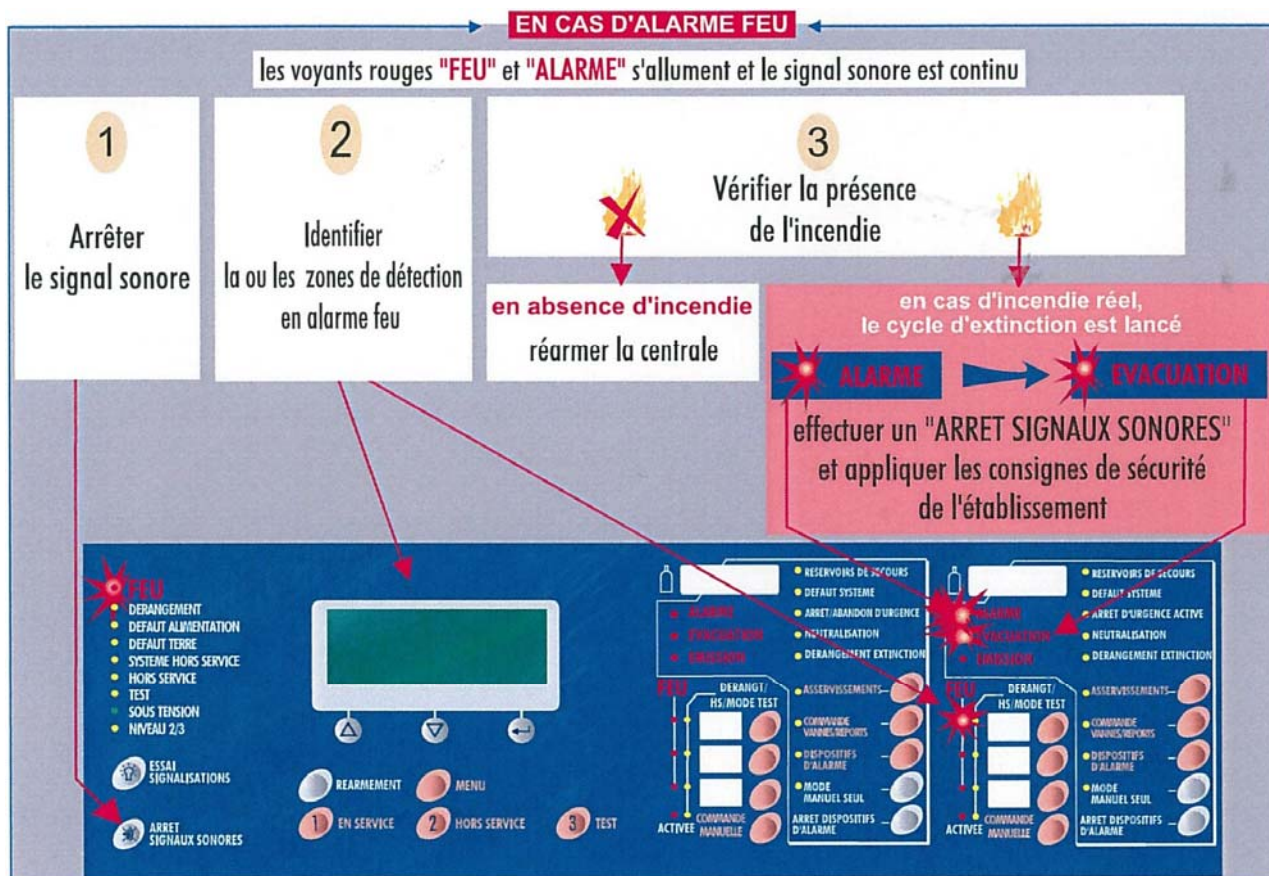 EN CAS D'ALARME FEU
les voyants rouges "FEU" et "ALARME" s'allument et le signal sonore est continu
1
Arrêter
le signal sonore
2
Identifier
la ou les zones de détection
en alarme feu
3
Vérifier la présence
de l'incendie
en absence d'incendie
réarmer la centrale
en cas d'incendie réel,
le cycle d'extinction est lancé
ALARME
EVACUATION
effectuer un "ARRET SIGNAUX SONORES"
et appliquer les consignes de sécurité
de l'établissement
FEU
DERANGEMENT
DEFAUT ALIMENTATION
DEFAUT TERRE
SYSTEME HORS SERVICE
HORS SERVICE
TEST
SOUS TENSION
NIVEAU 2/3
ESSAI
SIGNALISATIONS
ARRET
SIGNAUX SONORES
REARMEMENT
MENU
1 EN SERVICE
2 HORS SERVICE
3 TEST
RESERVOIRS DE SECOURS
DEFAUT SYSTEME
ARRET/ABANDON D'URGENCE
NEUTRALISATION
DERANGEMENT EXTINCTION
ALARME
EVACUATION
EMISSION
FEU
DERANGT/
HS/MODE TEST
ASSERVISSEMENTS
COMMANDE
VANNES/REPORTS
DISPOSITIFS
D'ALARME
MODE
MANUEL SEUL
ARRET DISPOSITIFS
D'ALARME
ACTIVEE
COMMANDE
MANUELLE
RESERVOIRS DE SECOURS
DEFAUT SYSTEME
ARRET D'URGENCE ACTIVE
NEUTRALISATION
DERANGEMENT EXTINCTION
ALARME
EVACUATION
EMISSION
FEU
DERANGT/
HS/MODE TEST
ASSERVISSEMENTS
COMMANDE
VANNES/REPORTS
DISPOSITIFS
D'ALARME
MODE
MANUEL SEUL
ARRET DISPOSITIFS
D'ALARME
ACTIVEE
COMMANDE
MANUELLE